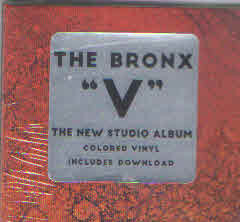 THE BRONX
"V"
THE NEW STUDIO ALBUM
COLORED VINYL
INCLUDES DOWNLOAD